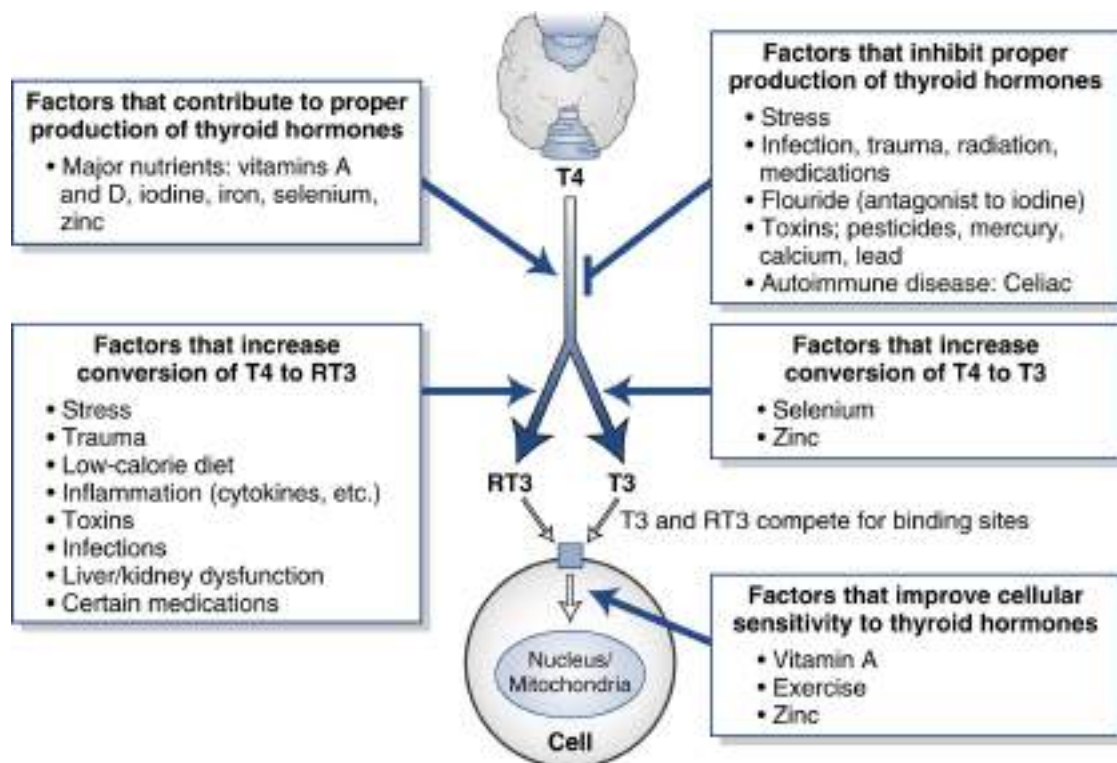 Factors that contribute to proper
production of thyroid hormones
• Major nutrients: vitamins A
and D, iodine, iron, selenium,
zinc
T4
Factors that inhibit proper
production of thyroid hormones
• Stress
• Infection, trauma, radiation,
medications
• Flouride (antagonist to iodine)
• Toxins; pesticides, mercury,
calcium, lead
• Autoimmune disease: Celiac
Factors that increase
conversion of T4 to RT3
• Stress
• Trauma
• Low-calorie diet
• Inflammation (cytokines, etc.)
• Toxins
• Infections
• Liver/kidney dysfunction
• Certain medications
Factors that increase
conversion of T4 to T3
• Selenium
• Zinc
RT3
T3
T3 and RT3 compete for binding sites
Factors that improve cellular
sensitivity to thyroid hormones
• Vitamin A
• Exercise
• Zinc
Nucleus/
Mitochondria
Cell